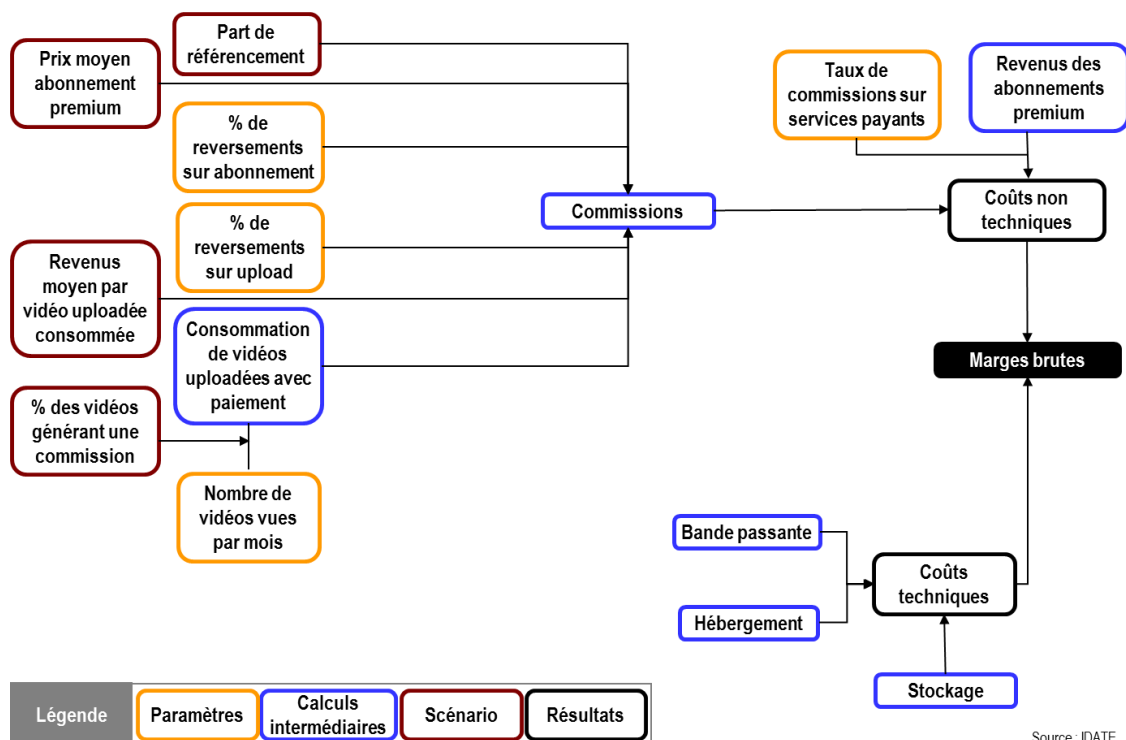 Part de
référencement
Prix moyen
abonnement
premium
% de
reversements
sur abonnement
% de
reversements
sur upload
Revenus
moyen par
vidéo uploadée
consommée
Consommation
de vidéos
uploadées avec
paiement
% des vidéos
générant une
commission
Nombre de
vidéos vues
par mois
Commissions
Taux de
commissions sur
services payants
Revenus des
abonnements
premium
Coûts non
techniques
Marges brutes
Bande passante
Coûts
techniques
Hébergement
Stockage
Légende
Paramètres
Calculs
intermédiaires
Scénario
Résultats
Source : IDATE